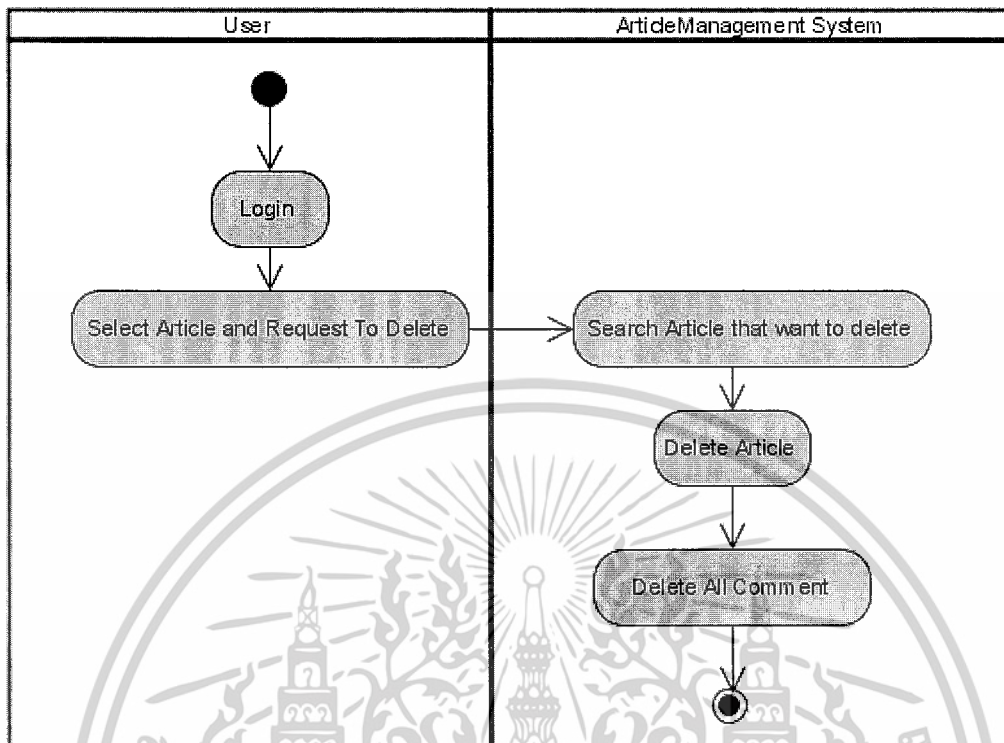 User
ArticleManagement System
Login
Select Article and Request To Delete
Search Article that want to delete
Delete Article
Delete All Comment